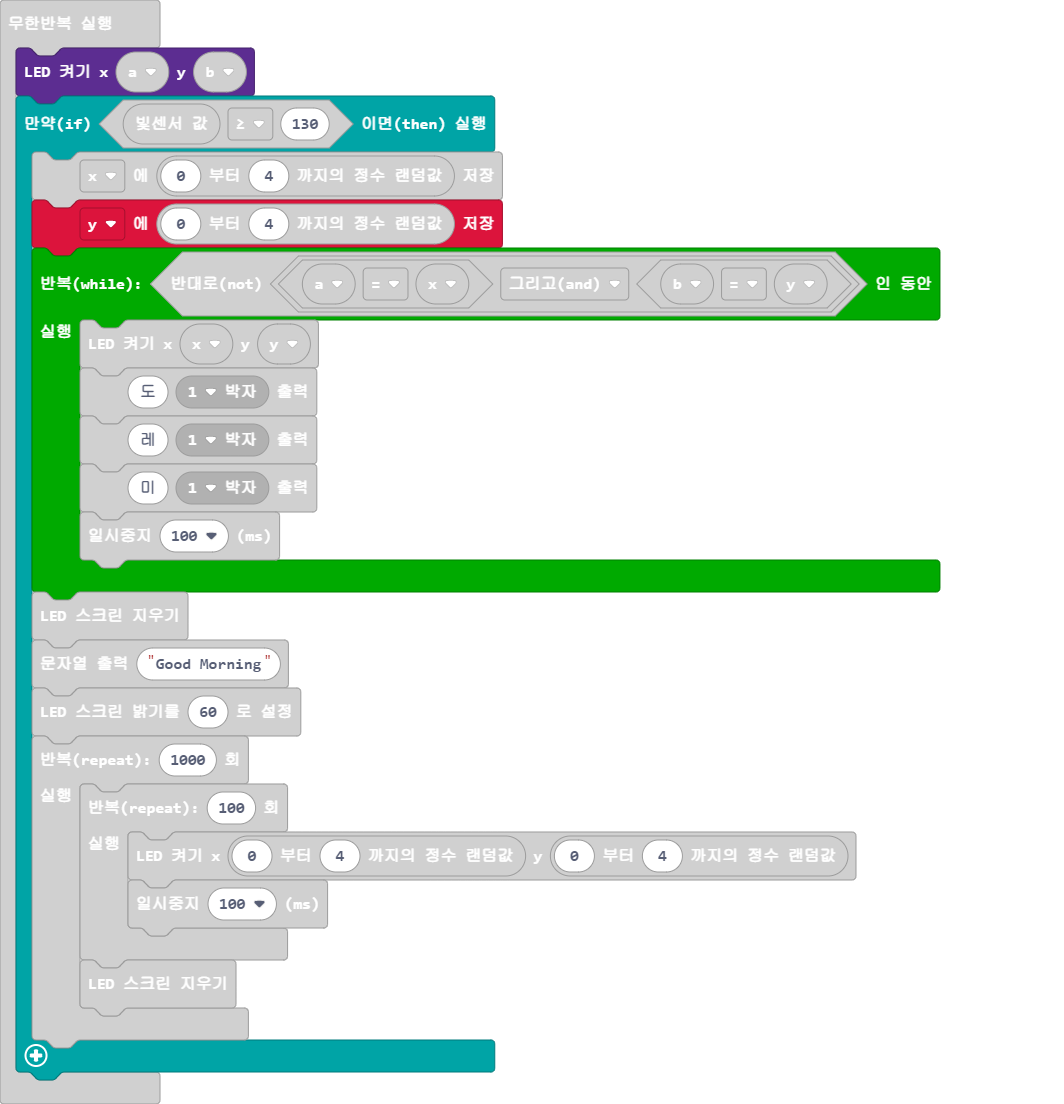 무한반복 실행
LED 켜기 x a y b
만약(if) 빛센서 값 ≥ 130 이면(then) 실행
x 에 0 부터 4 까지의 정수 랜덤값 저장
y 에 0 부터 4 까지의 정수 랜덤값 저장
반복(while): 반대로(not) a = x 그리고(and) b = y 인 동안
실행
LED 켜기 x x y y
도 1 박자 출력
레 1 박자 출력
미 1 박자 출력
일시중지 100 (ms)
LED 스크린 지우기
문자열 출력 "Good Morning"
LED 스크린 밝기를 60 로 설정
반복(repeat): 1000 회
실행
반복(repeat): 100 회
실행
LED 켜기 x 0 부터 4 까지의 정수 랜덤값 y 0 부터 4 까지의 정수 랜덤값
일시중지 100 (ms)
LED 스크린 지우기